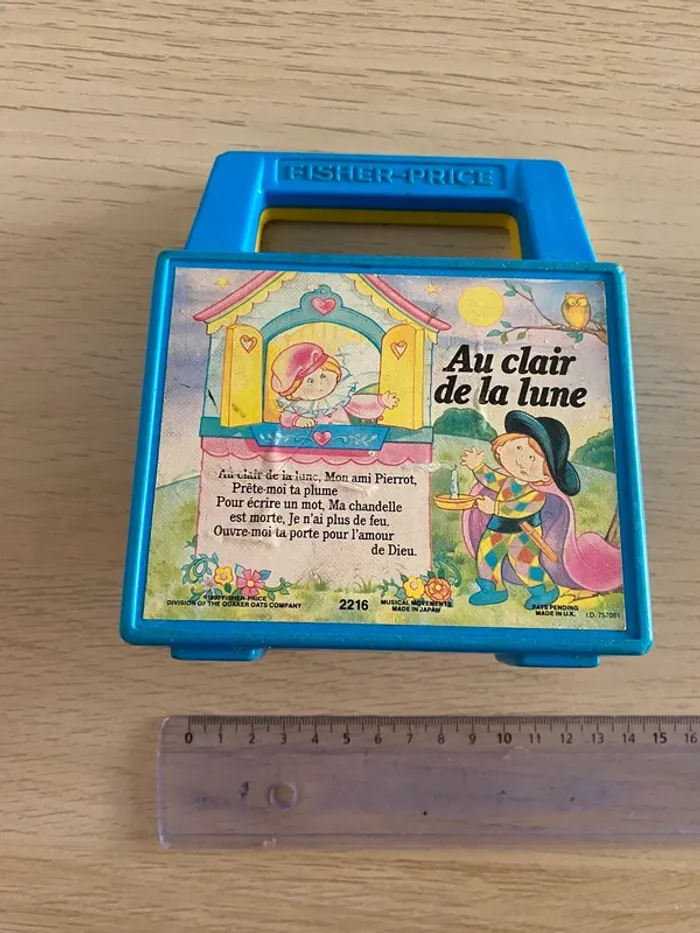 FISHER-PRICE
Au clair
de la lune
Au clair de la lune, Mon ami Pierrot,
Prête-moi ta plume
Pour écrire un mot, Ma chandelle
est morte, Je n'ai plus de feu.
Ouvre-moi ta porte pour l'amour
de Dieu.
FISHER-PRICE
DIVISION OF THE QUAKER OATS COMPANY
2216
MUSICAL MOVEMENTS
MADE IN JAPAN
PATS PENDING
MADE IN U.K.
I.D. 757091
0 1 2 3 4 5 6 7 8 9 10 11 12 13 14 15 16